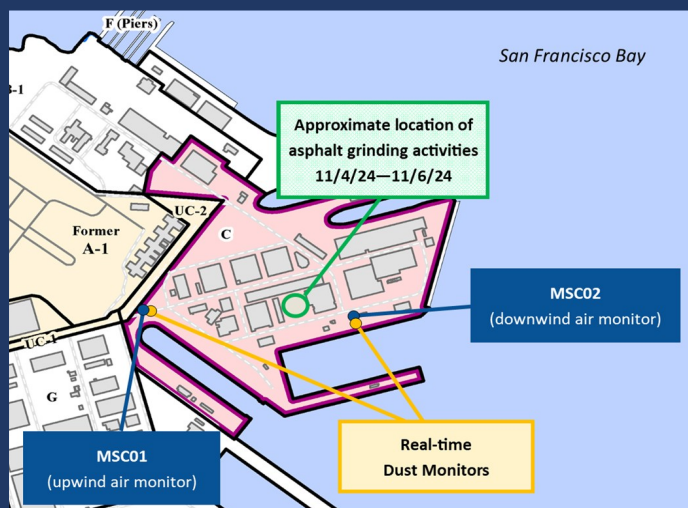 F (Piers)
San Francisco Bay
Approximate location of
asphalt grinding activities
11/4/24—11/6/24
UC-2
Former
A-1
C
MSC02
(downwind air monitor)
UC-1
G
MSC01
(upwind air monitor)
Real-time
Dust Monitors